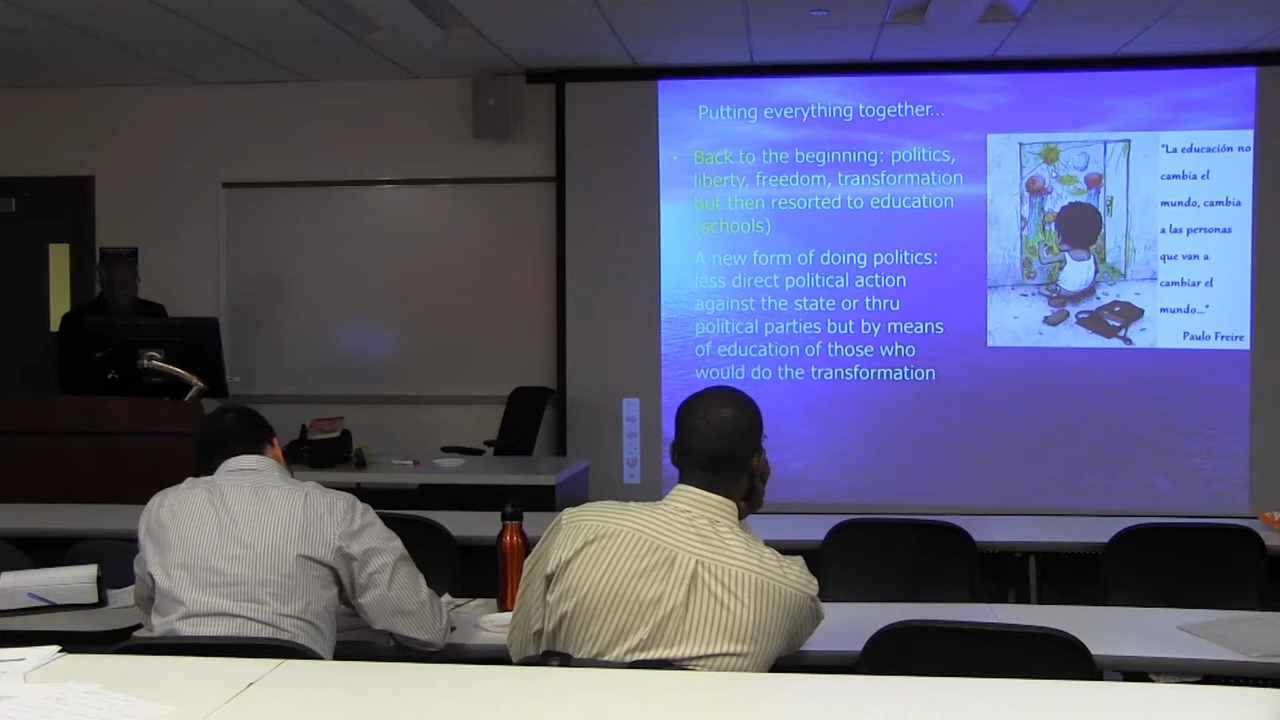 Putting everything together...
Back to the beginning: politics,
liberty, freedom, transformation
but then resorted to education
(schools)
A new form of doing politics:
less direct political action
against the state or thru
political parties but by means
of education of those who
would do the transformation
"La educación no
cambia el
mundo, cambia
a las personas
que van a
cambiar el
mundo..."
Paulo Freire